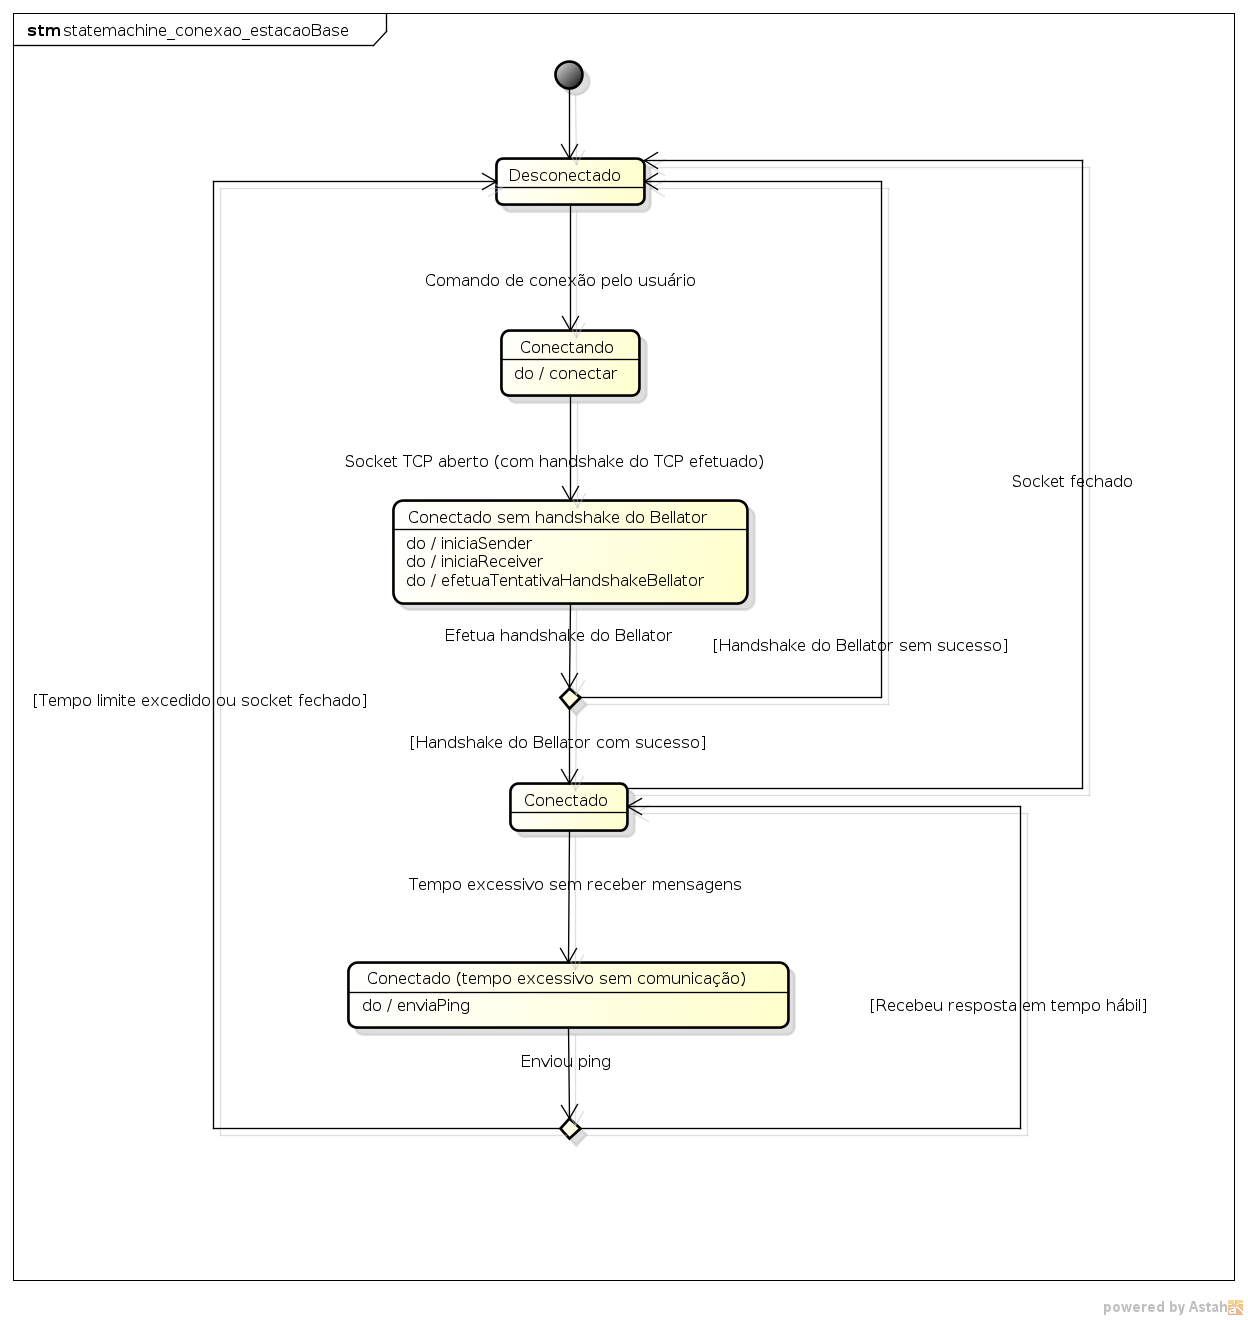 stm statemachine_conexao_estacaoBase
Desconectado
Comando de conexão pelo usuário
Conectando
do / conectar
Socket TCP aberto (com handshake do TCP efetuado)
Socket fechado
Conectado sem handshake do Bellator
do / iniciaSender
do / iniciaReceiver
do / efetuaTentativaHandshakeBellator
Efetua handshake do Bellator
[Handshake do Bellator sem sucesso]
[Tempo limite excedido ou socket fechado]
[Handshake do Bellator com sucesso]
Conectado
Tempo excessivo sem receber mensagens
Conectado (tempo excessivo sem comunicação)
do / enviaPing
[Recebeu resposta em tempo hábil]
Enviou ping
powered by Astah